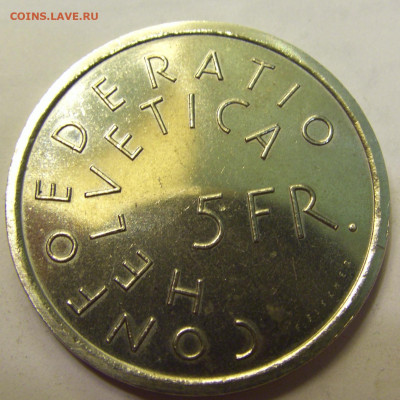 COINS.LAVE.RU
CONFOEDERATIO
HELVETICA
5 FR.